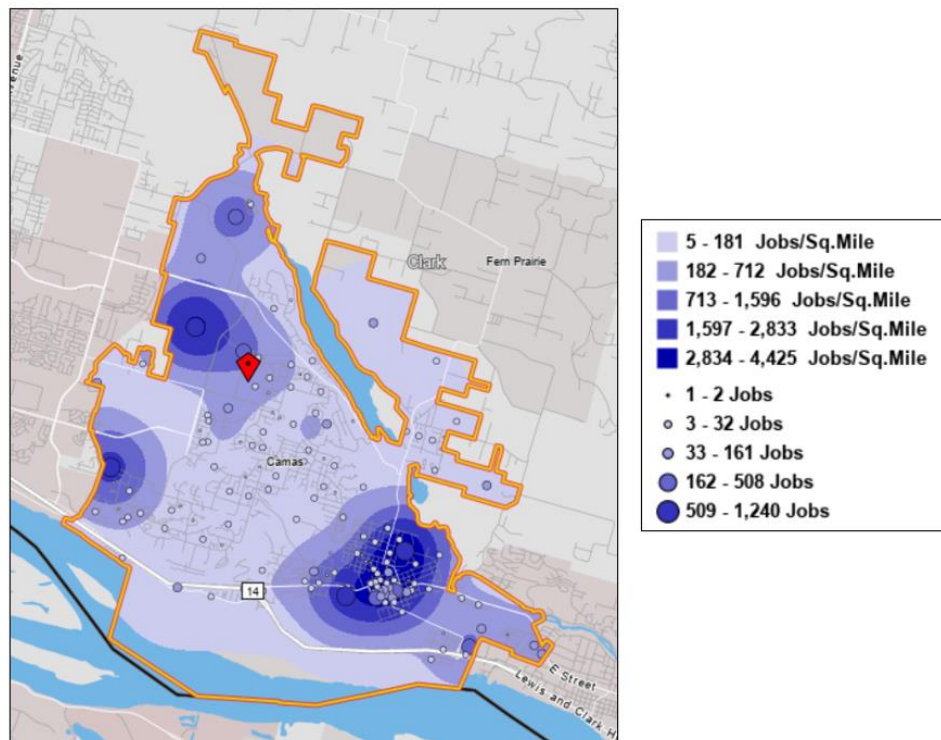 enue
Clark
Fern Prairie
Camas
14
E Street
Lewis and Clark H
5 - 181 Jobs/Sq.Mile
182 - 712 Jobs/Sq.Mile
713 - 1,596 Jobs/Sq.Mile
1,597 - 2,833 Jobs/Sq.Mile
2,834 - 4,425 Jobs/Sq.Mile
1 - 2 Jobs
3 - 32 Jobs
33 - 161 Jobs
162 - 508 Jobs
509 - 1,240 Jobs